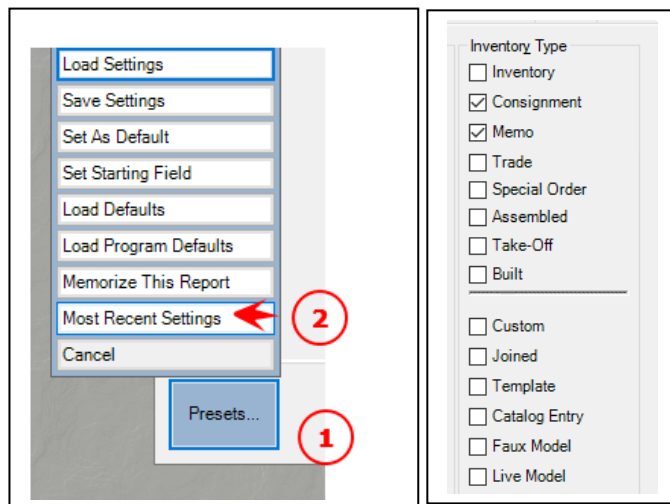 Load Settings
Save Settings
Set As Default
Set Starting Field
Load Defaults
Load Program Defaults
Memorize This Report
Most Recent Settings
2
Cancel
Presets...
1
Inventory Type
Inventory
Consignment
Memo
Trade
Special Order
Assembled
Take-Off
Built
Custom
Joined
Template
Catalog Entry
Faux Model
Live Model